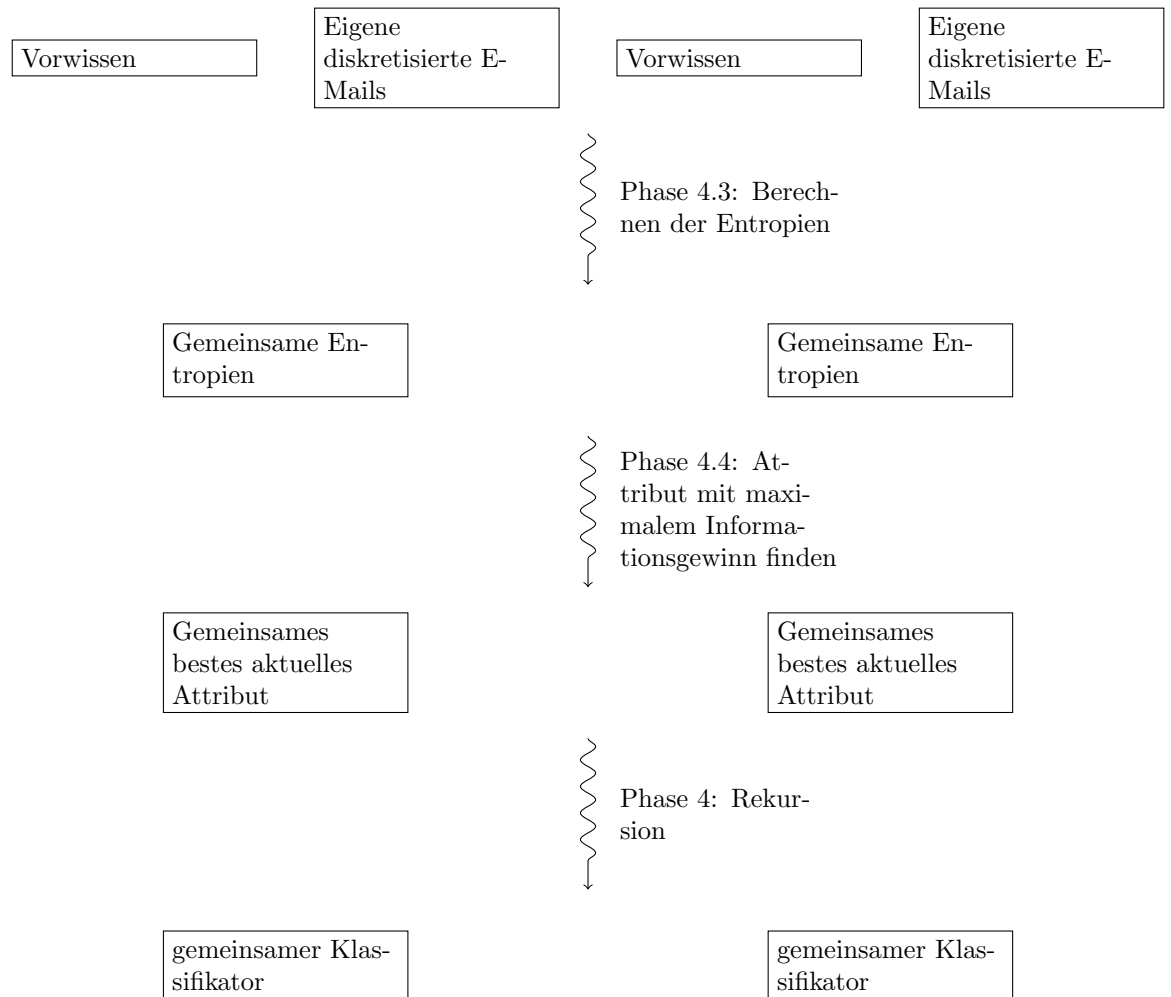 Vorwissen
Eigene
diskretisierte E-
Mails
Vorwissen
Eigene
diskretisierte E-
Mails
Phase 4.3: Berech-
nen der Entropien
Gemeinsame En-
tropien
Gemeinsame En-
tropien
Phase 4.4: At-
tribut mit maxi-
malem Informa-
tionsgewinn finden
Gemeinsames
bestes aktuelles
Attribut
Gemeinsames
bestes aktuelles
Attribut
Phase 4: Rekur-
sion
gemeinsamer Klas-
sifikator
gemeinsamer Klas-
sifikator